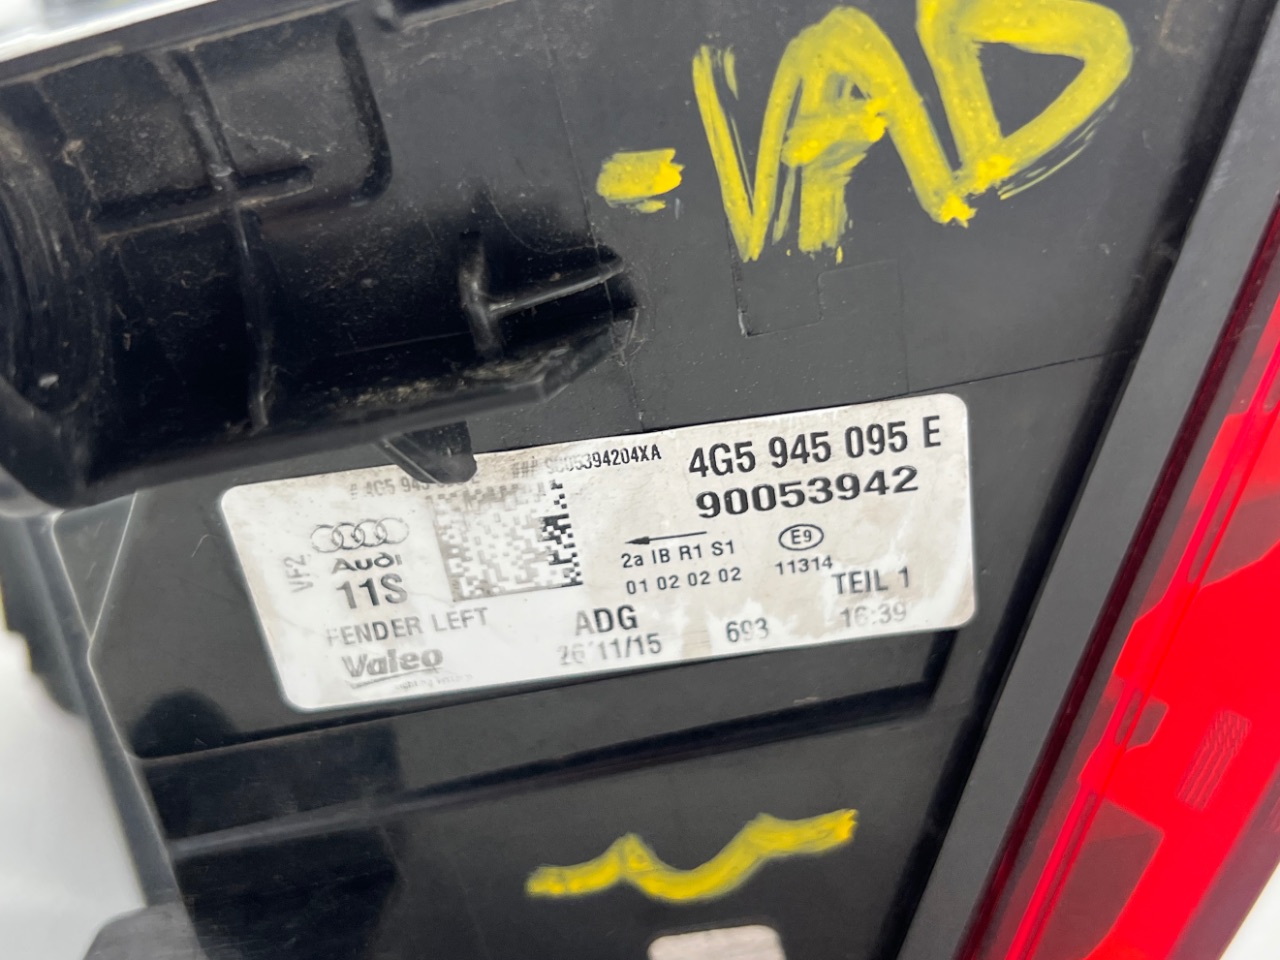 -VAD
9005394204XA
4G5 945 095 E
90053942
VF2
Audi
11S
2a IB R1 S1
01 02 02 02
E9
11314
TEIL 1
FENDER LEFT
ADG
693
16:39
26 11/15
Valeo